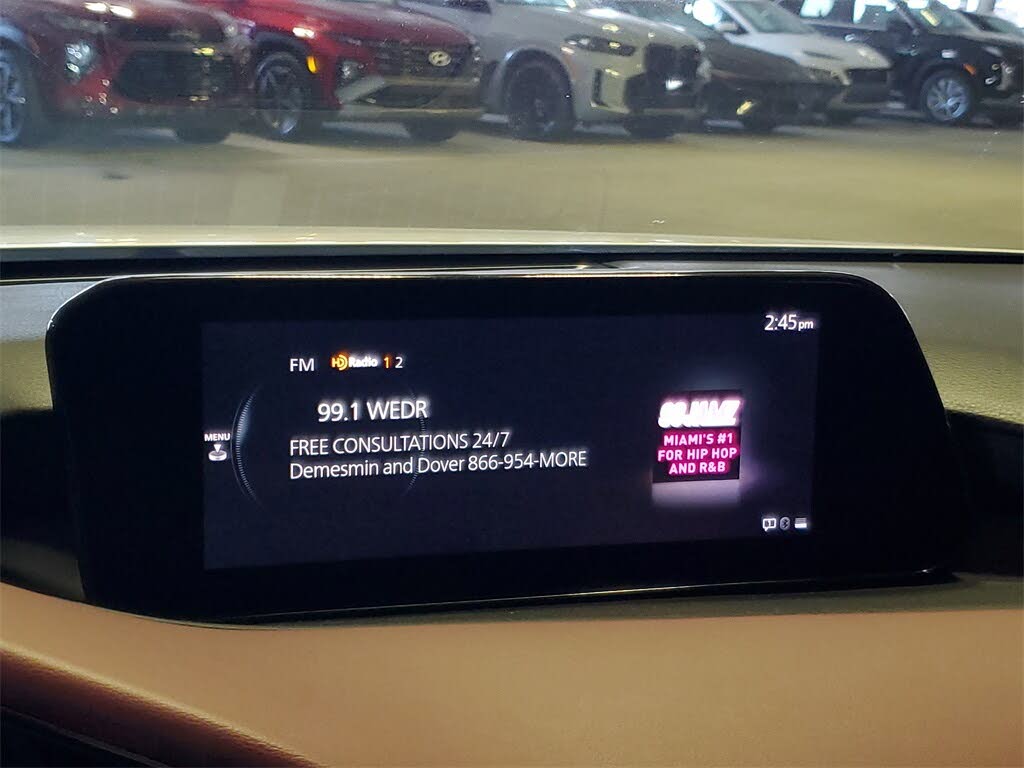 2:45pm
FM HD Radio 1 2
99.1 WEDR
MENU
FREE CONSULTATIONS 24/7
Demesmin and Dover 866-954-MORE
MIAMI'S #1
FOR HIP HOP
AND R&B